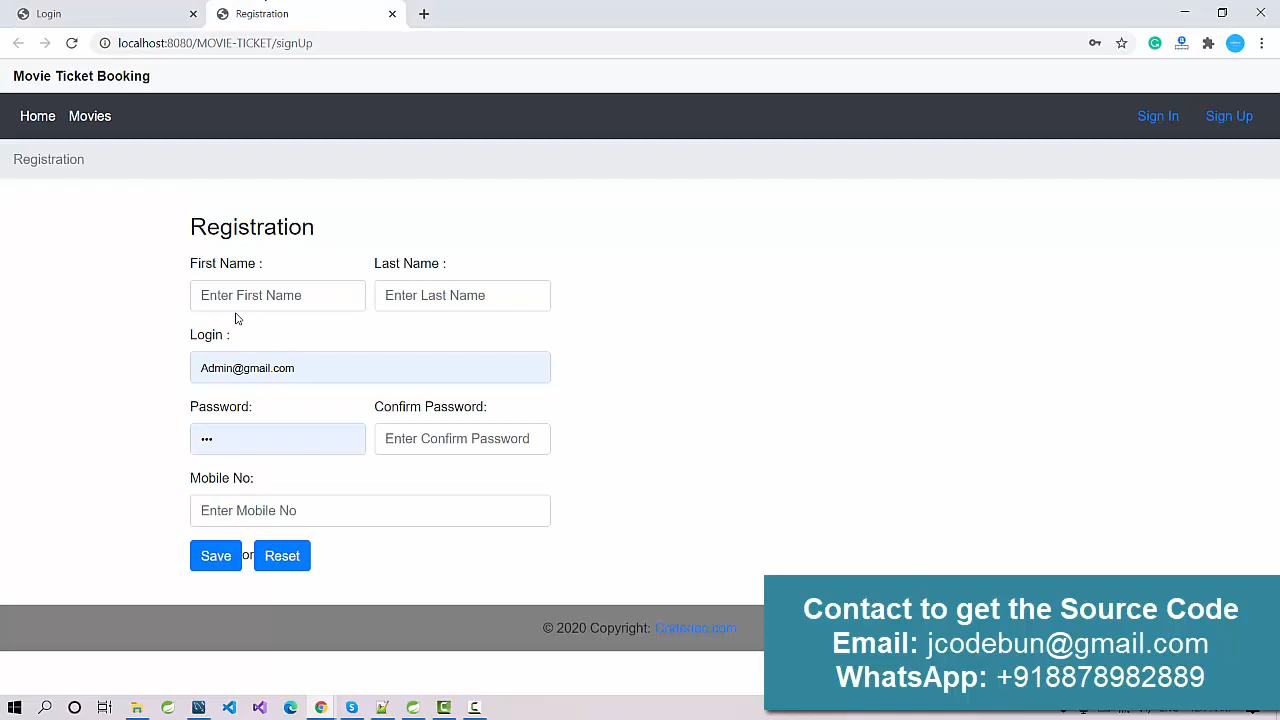 Login
Registration
localhost:8080/MOVIE-TICKET/signUp
Movie Ticket Booking
Home Movies Sign In Sign Up
Registration
Registration
First Name : Last Name :
Enter First Name Enter Last Name
Login :
Admin@gmail.com
Password: Confirm Password:
••• Enter Confirm Password
Mobile No:
Enter Mobile No
Save or Reset
© 2020 Copyright:
Contact to get the Source Code
Email: jcodebun@gmail.com
WhatsApp: +918878982889